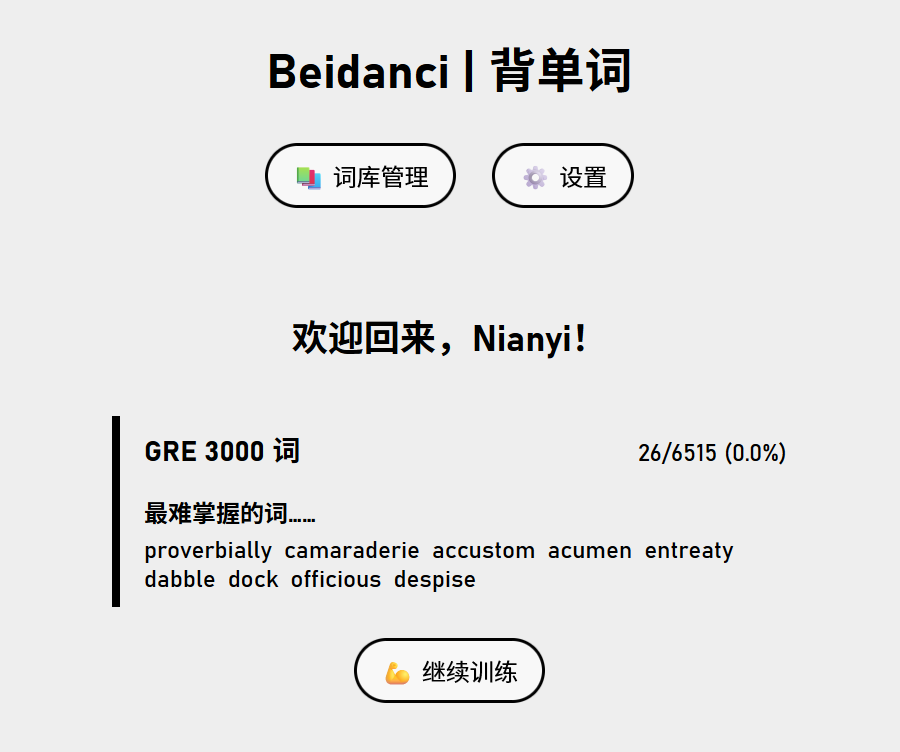 Beidanci | 背单词
词库管理
设置
欢迎回来，Nianyi！
GRE 3000 词
26/6515 (0.0%)
最难掌握的词……
proverbially camaraderie accustom acumen entreaty
dabble dock officious despise
继续训练